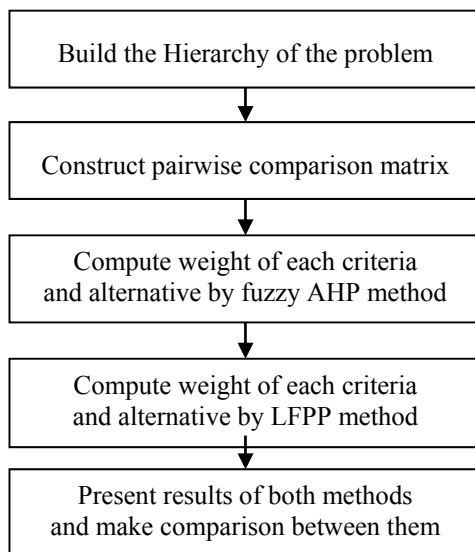 Build the Hierarchy of the problem
Construct pairwise comparison matrix
Compute weight of each criteria
and alternative by fuzzy AHP method
Compute weight of each criteria
and alternative by LFPP method
Present results of both methods
and make comparison between them